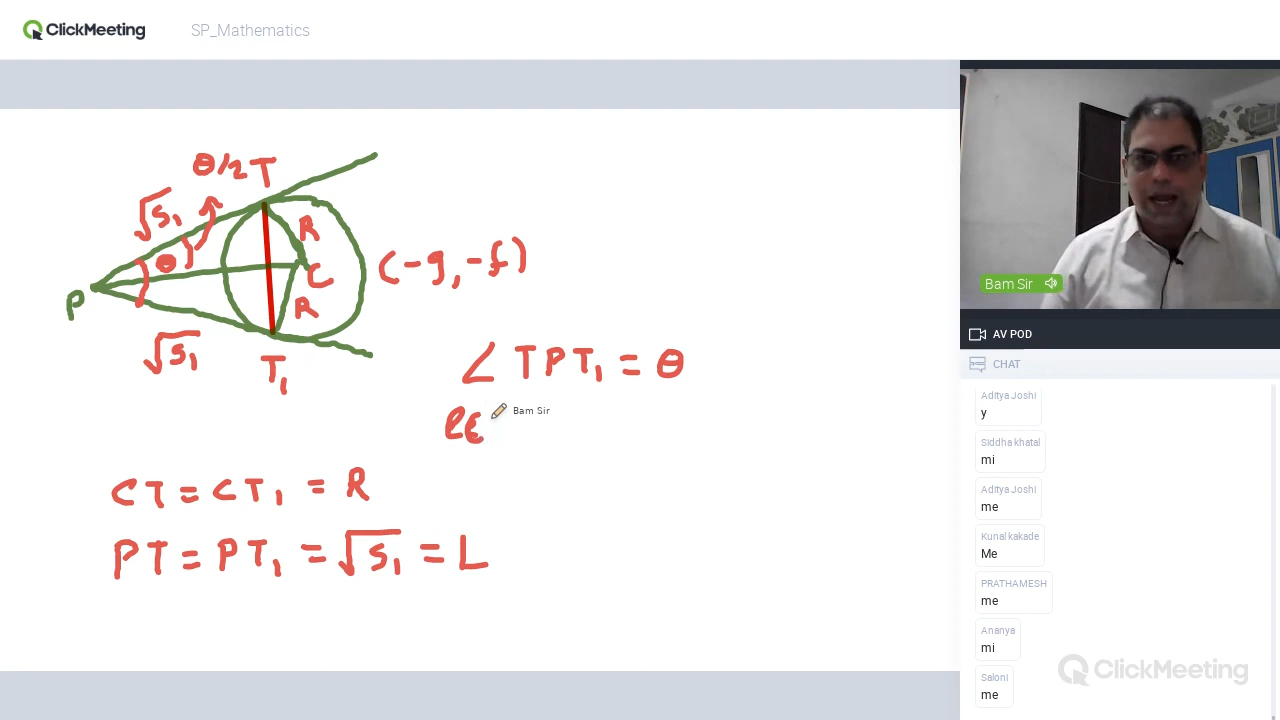 ClickMeeting
SP_Mathematics
θ/2 T
√S₁
R
θ
C (-g, -f)
P
R
√S₁
T₁
∠ TPT₁ = θ
Bam Sir
CT = CT₁ = R
PT = PT₁ = √S₁ = L
Bam Sir
AV POD
CHAT
Aditya Joshi
y
Siddha khatal
mi
Aditya Joshi
me
Kunal kakade
Me
PRATHAMESH
me
Ananya
mi
Saloni
me
ClickMeeting